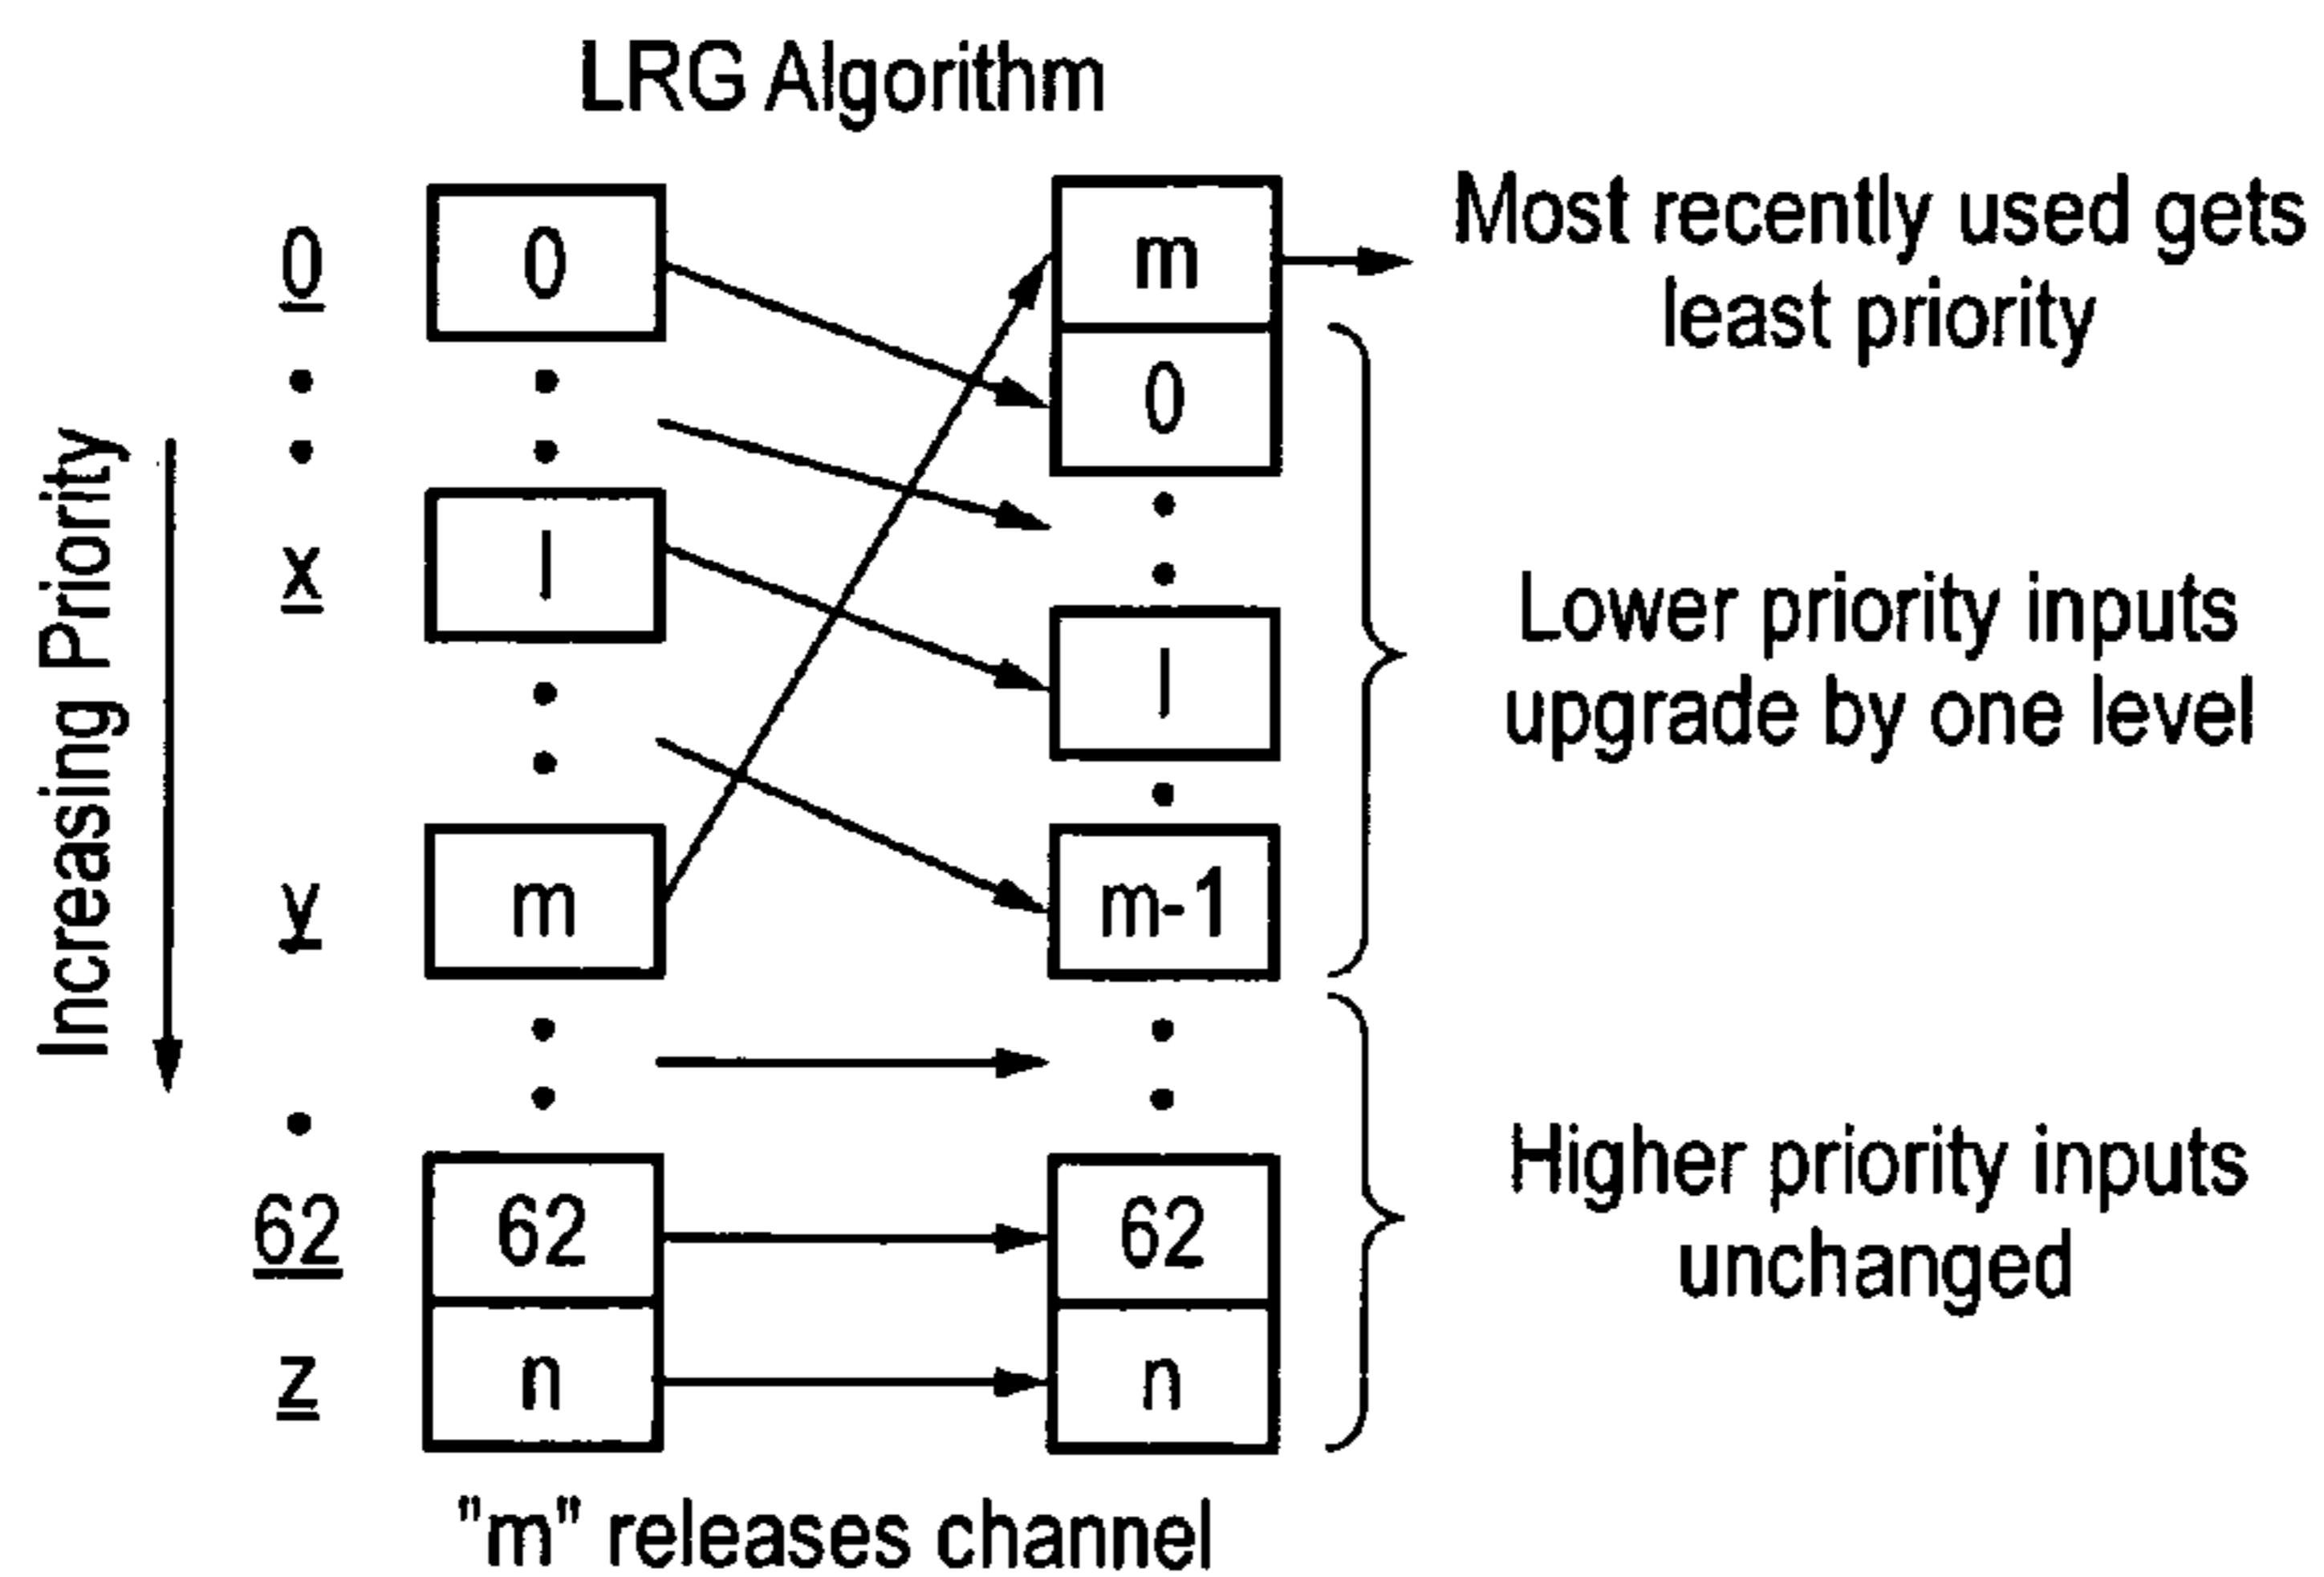 LRG Algorithm
Increasing Priority
0
0
m
Most recently used gets
least priority
0
x
l
l
Lower priority inputs
upgrade by one level
y
m
m-1
62
62
62
Higher priority inputs
unchanged
z
n
n
"m" releases channel